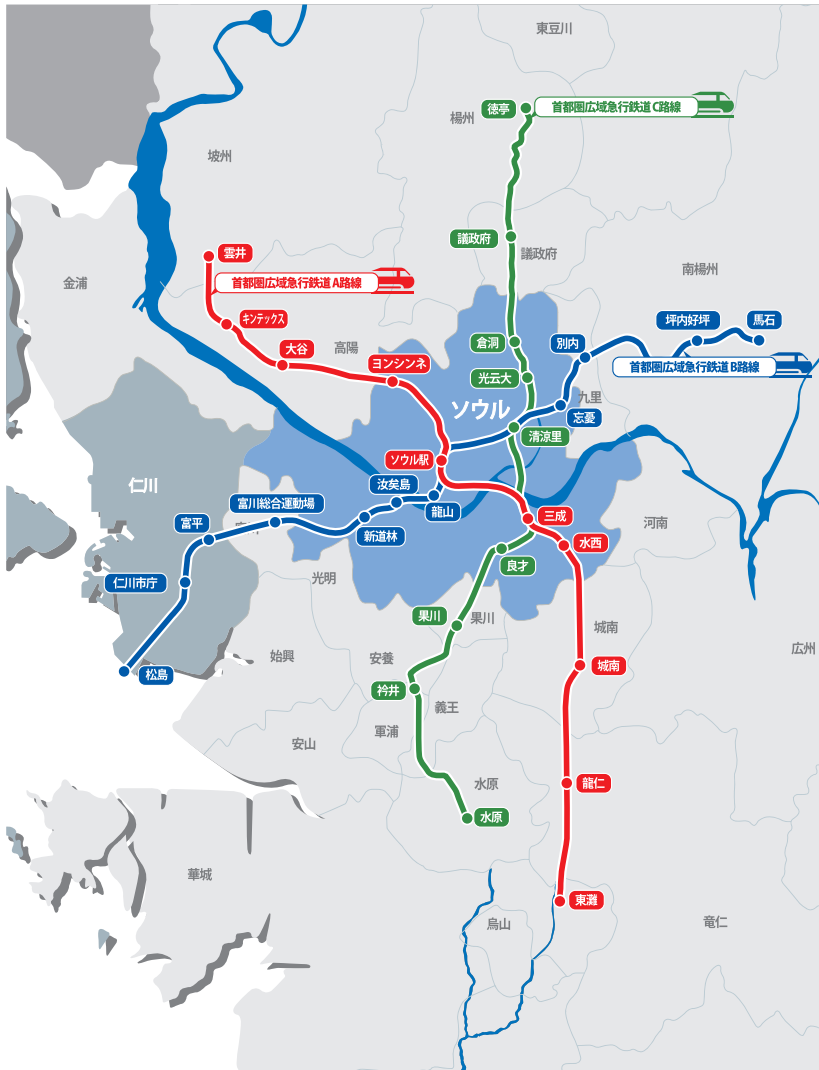 東豆川
徳亭
首都圏広域急行鉄道 C路線
楊州
坡州
議政府
議政府
雲井
南楊州
金浦
首都圏広域急行鉄道 A路線
キンテックス
坪内好坪
馬石
倉洞
別内
大谷
高陽
ヨンシンネ
首都圏広域急行鉄道 B路線
光云大
九里
ソウル
忘憂
清涼里
ソウル駅
仁川
汝矣島
富川総合運動場
龍山
三成
富平
新道林
河南
水西
良才
光明
仁川市庁
果川
果川
城南
始興
安養
広州
城南
松島
衿井
義王
軍浦
安山
水原
龍仁
水原
華城
東灘
烏山
竜仁